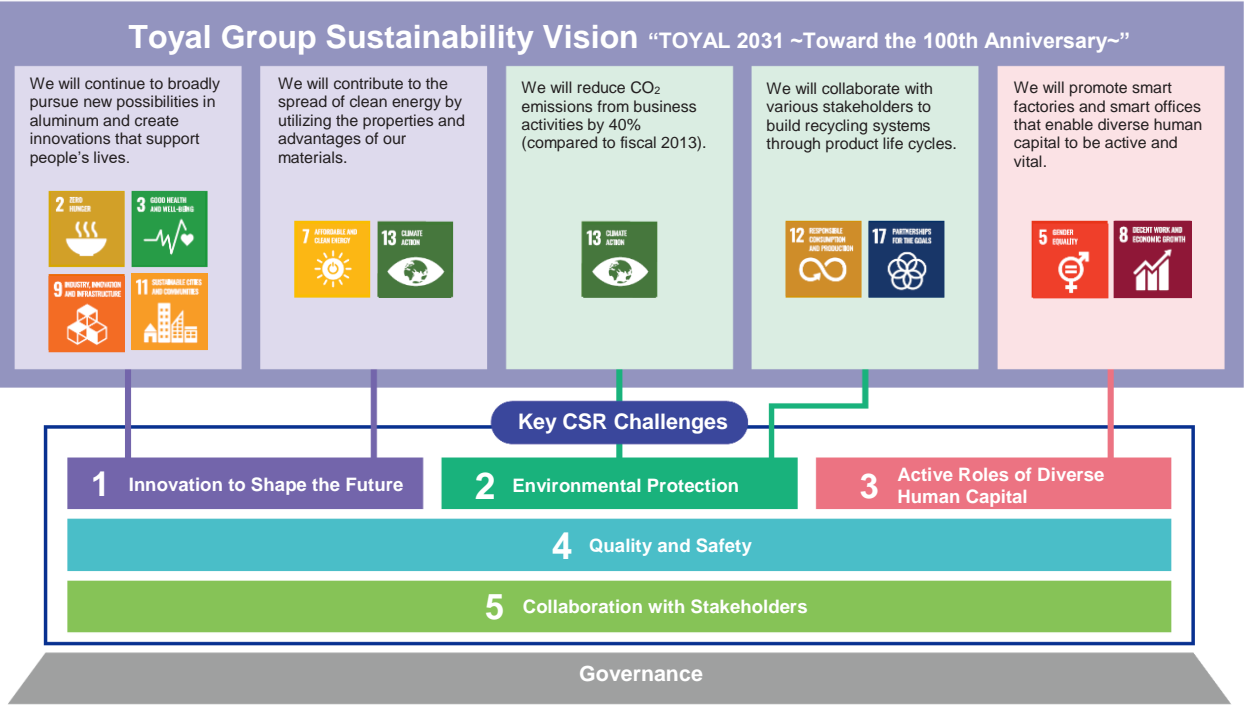 Toyal Group Sustainability Vision “TOYAL 2031 ~Toward the 100th Anniversary~”
We will continue to broadly
pursue new possibilities in
aluminum and create
innovations that support
people’s lives.
2 ZERO
HUNGER
3 GOOD HEALTH
AND WELL-BEING
9 INDUSTRY, INNOVATION
AND INFRASTRUCTURE
11 SUSTAINABLE CITIES
AND COMMUNITIES
We will contribute to the
spread of clean energy by
utilizing the properties and
advantages of our
materials.
7 AFFORDABLE AND
CLEAN ENERGY
13 CLIMATE
ACTION
We will reduce CO₂
emissions from business
activities by 40%
(compared to fiscal 2013).
13 CLIMATE
ACTION
We will collaborate with
various stakeholders to
build recycling systems
through product life cycles.
12 RESPONSIBLE
CONSUMPTION
AND PRODUCTION
17 PARTNERSHIPS
FOR THE GOALS
We will promote smart
factories and smart offices
that enable diverse human
capital to be active and
vital.
5 GENDER
EQUALITY
8 DECENT WORK AND
ECONOMIC GROWTH
Key CSR Challenges
1 Innovation to Shape the Future
2 Environmental Protection
3 Active Roles of Diverse
Human Capital
4 Quality and Safety
5 Collaboration with Stakeholders
Governance